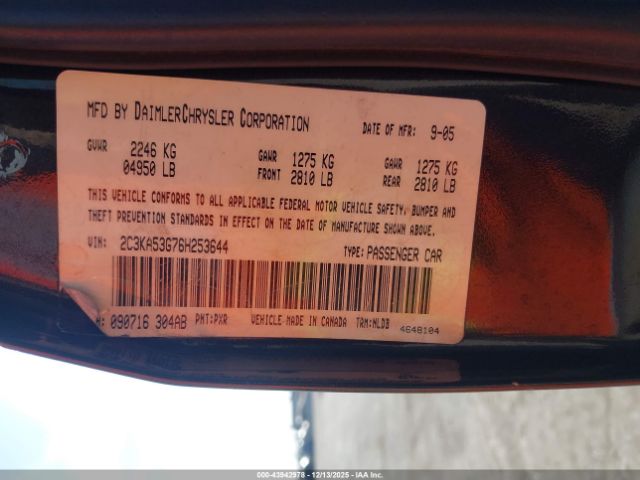 MFD BY DAIMLERCHRYSLER CORPORATION
DATE OF MFR: 9-05
GVWR 2246 KG 04950 LB
GAWR FRONT 1275 KG 2810 LB
GAWR REAR 1275 KG 2810 LB
THIS VEHICLE CONFORMS TO ALL APPLICABLE FEDERAL MOTOR VEHICLE SAFETY, BUMPER AND
THEFT PREVENTION STANDARDS IN EFFECT ON THE DATE OF MANUFACTURE SHOWN ABOVE.
VIN: 2C3KA53G76H253644 TYPE: PASSENGER CAR
: 090716 304AB PNT: PXR VEHICLE MADE IN CANADA TRM: NLDB 4648104
000-43942978 - 12/13/2025 - IAA Inc.